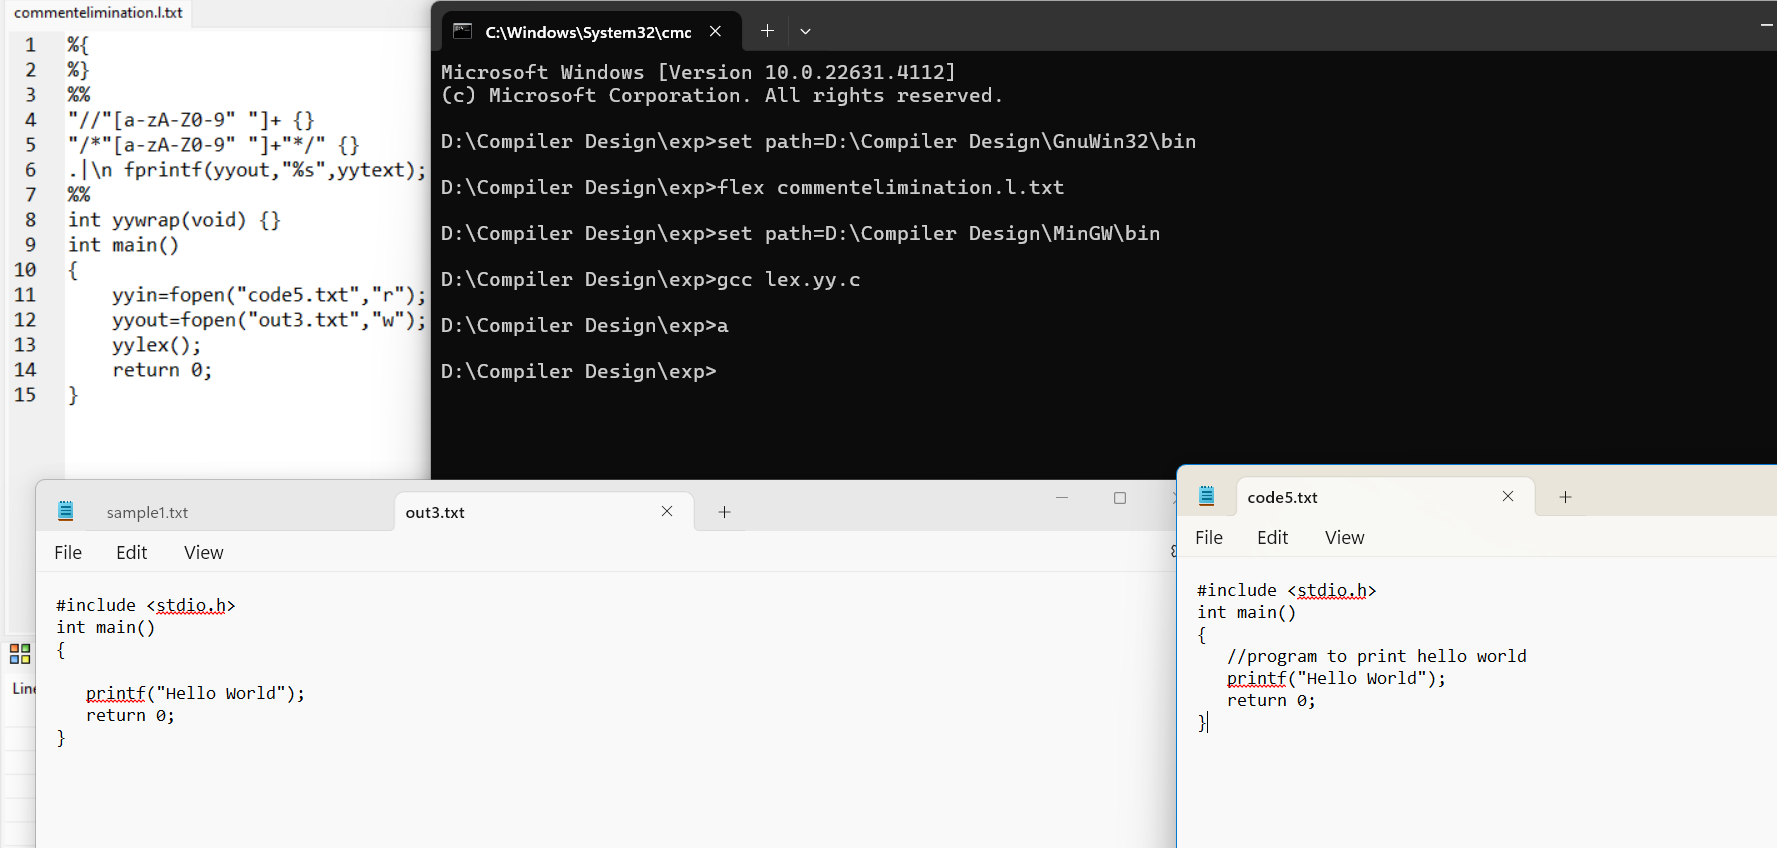 commentelimination.l.txt
1 %{
2 %}
3 %%
4 "//"[a-zA-Z0-9" "]+ {}
5 "/*"[a-zA-Z0-9" "]+"*/" {}
6 .|\n fprintf(yyout,"%s",yytext);
7 %%
8 int yywrap(void) {}
9 int main()
10 {
11 yyin=fopen("code5.txt","r");
12 yyout=fopen("out3.txt","w");
13 yylex();
14 return 0;
15 }
C:\Windows\System32\cmc
Microsoft Windows [Version 10.0.22631.4112]
(c) Microsoft Corporation. All rights reserved.
D:\Compiler Design\exp>set path=D:\Compiler Design\GnuWin32\bin
D:\Compiler Design\exp>flex commentelimination.l.txt
D:\Compiler Design\exp>set path=D:\Compiler Design\MinGW\bin
D:\Compiler Design\exp>gcc lex.yy.c
D:\Compiler Design\exp>a
D:\Compiler Design\exp>
Line
sample1.txt
out3.txt
File Edit View
#include <stdio.h>
int main()
{
printf("Hello World");
return 0;
}
code5.txt
File Edit View
#include <stdio.h>
int main()
{
//program to print hello world
printf("Hello World");
return 0;
}